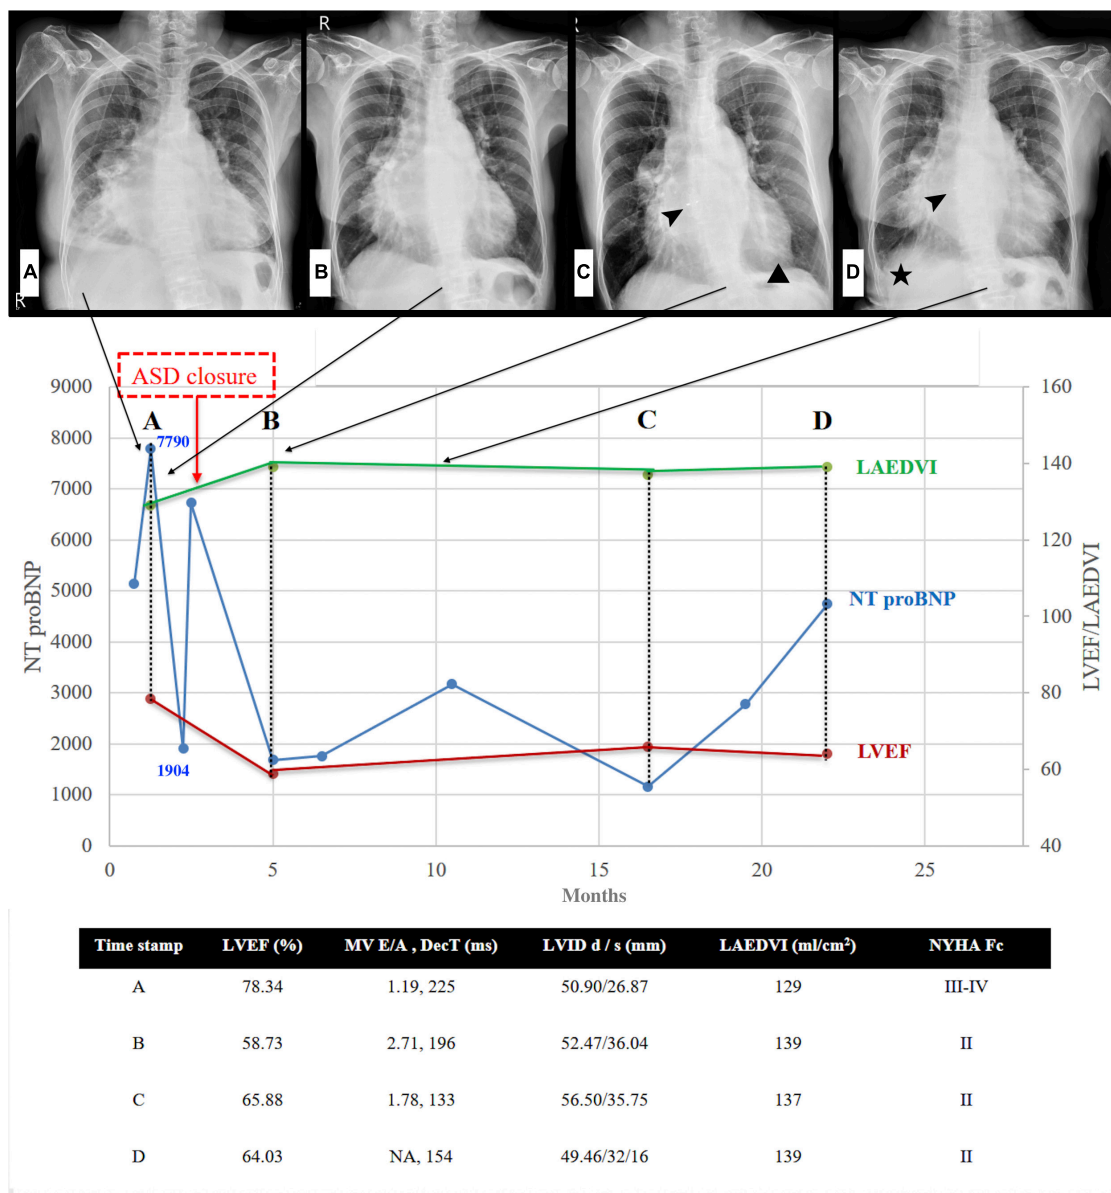 R
R
A
B
C
D
R
ASD closure
9000
8000
7000
6000
5000
4000
3000
2000
1000
0
NT proBNP
160
140
120
100
80
60
40
LVEF/LAEDVI
A
B
C
D
7790
1904
LAEDVI
NT proBNP
LVEF
0 5 10 15 20 25
Months
Time stamp LVEF (%) MV E/A , DecT (ms) LVID d / s (mm) LAEDVI (ml/cm²) NYHA Fc
A 78.34 1.19, 225 50.90/26.87 129 III-IV
B 58.73 2.71, 196 52.47/36.04 139 II
C 65.88 1.78, 133 56.50/35.75 137 II
D 64.03 NA, 154 49.46/32/16 139 II